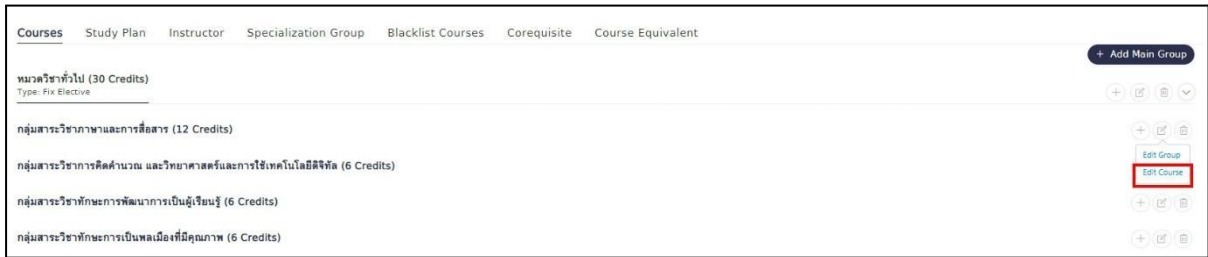 Courses Study Plan Instructor Specialization Group Blacklist Courses Corequisite Course Equivalent
+ Add Main Group
หมวดวิชาทั่วไป (30 Credits)
Type: Fix Elective
กลุ่มสาระวิชาภาษาและการสื่อสาร (12 Credits)
Edit Group
กลุ่มสาระวิชาการคิดคำนวณ และวิทยาศาสตร์และการใช้เทคโนโลยีดิจิทัล (6 Credits)
Edit Course
กลุ่มสาระวิชาทักษะการพัฒนาการเป็นผู้เรียนรู้ (6 Credits)
กลุ่มสาระวิชาทักษะการเป็นพลเมืองที่มีคุณภาพ (6 Credits)